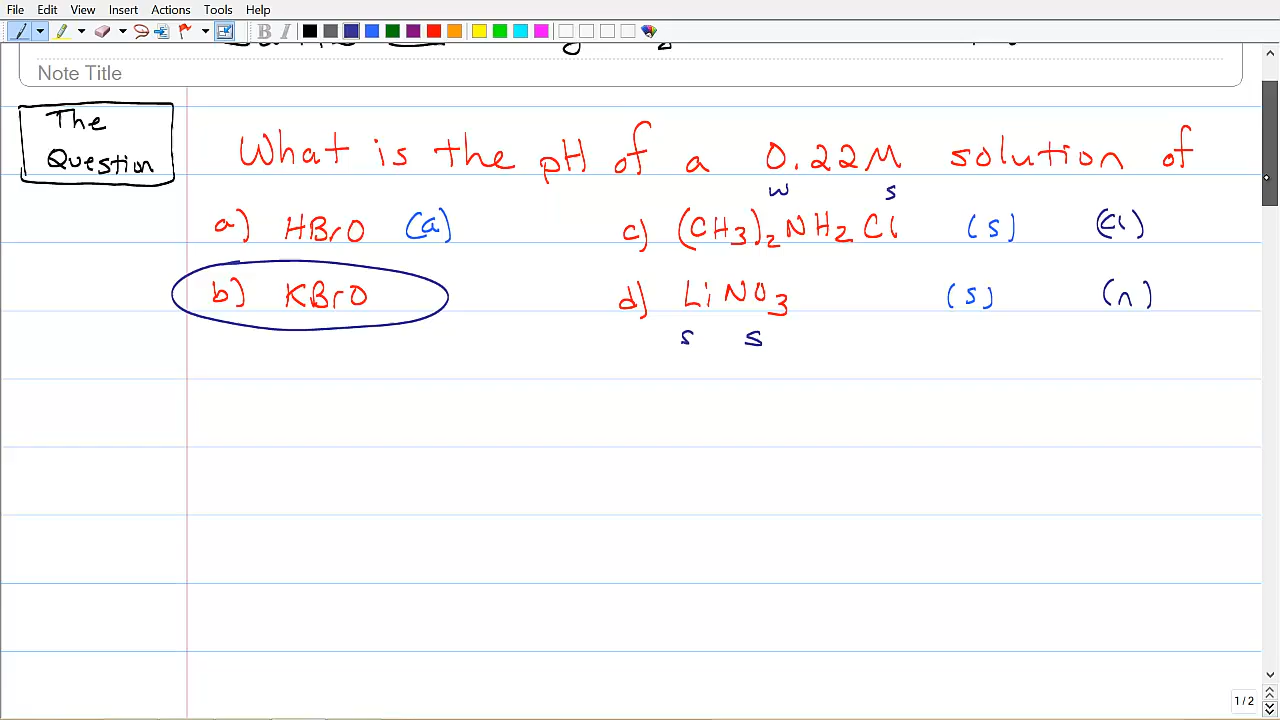 File Edit View Insert Actions Tools Help
Note Title
The Question
What is the pH of a 0.22M solution of
w s
a) HBrO (a) c) (CH3)2NH2Cl (s) (a)
b) KBrO d) LiNO3 (s) (n)
s s
1/2